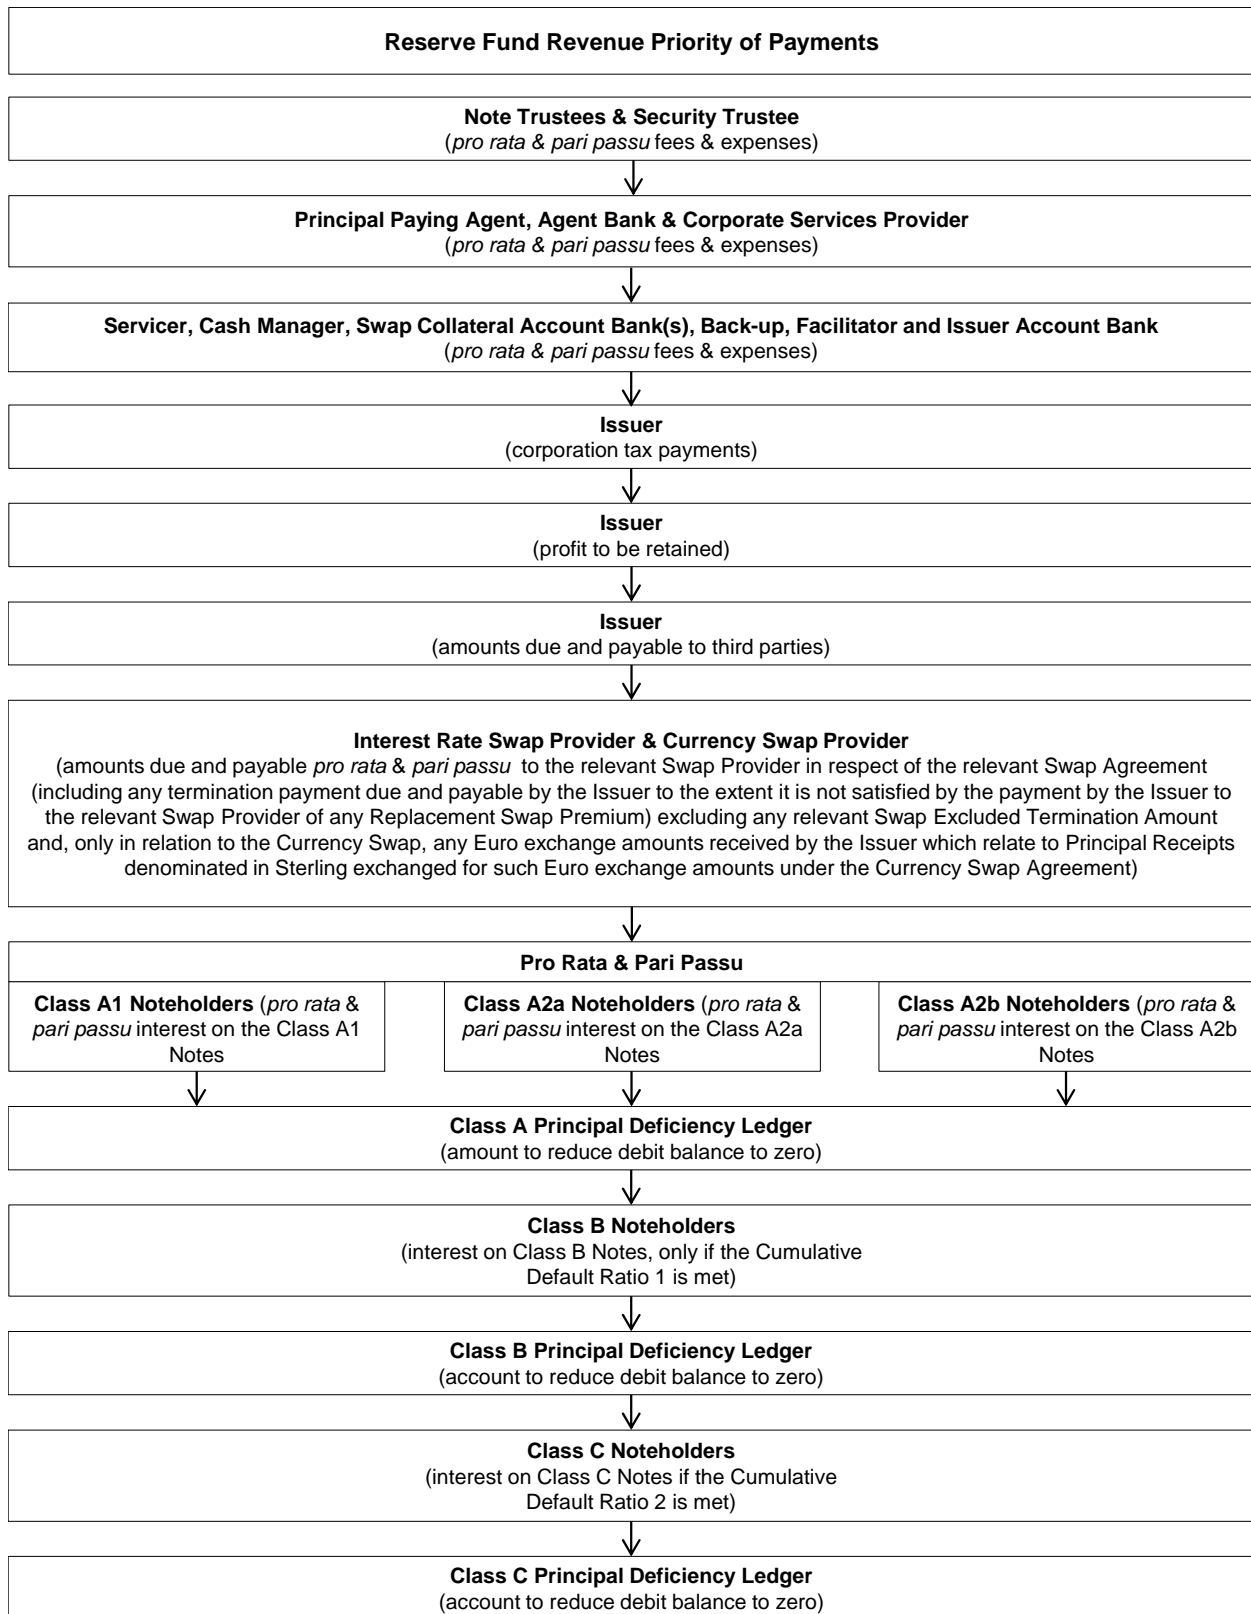 Reserve Fund Revenue Priority of Payments
Note Trustees & Security Trustee
(pro rata & pari passu fees & expenses)
Principal Paying Agent, Agent Bank & Corporate Services Provider
(pro rata & pari passu fees & expenses)
Servicer, Cash Manager, Swap Collateral Account Bank(s), Back-up, Facilitator and Issuer Account Bank
(pro rata & pari passu fees & expenses)
Issuer
(corporation tax payments)
Issuer
(profit to be retained)
Issuer
(amounts due and payable to third parties)
Interest Rate Swap Provider & Currency Swap Provider
(amounts due and payable pro rata & pari passu to the relevant Swap Provider in respect of the relevant Swap Agreement
(including any termination payment due and payable by the Issuer to the extent it is not satisfied by the payment by the Issuer to
the relevant Swap Provider of any Replacement Swap Premium) excluding any relevant Swap Excluded Termination Amount
and, only in relation to the Currency Swap, any Euro exchange amounts received by the Issuer which relate to Principal Receipts
denominated in Sterling exchanged for such Euro exchange amounts under the Currency Swap Agreement)
Pro Rata & Pari Passu
Class A1 Noteholders (pro rata &
pari passu interest on the Class A1
Notes
Class A2a Noteholders (pro rata &
pari passu interest on the Class A2a
Notes
Class A2b Noteholders (pro rata &
pari passu interest on the Class A2b
Notes
Class A Principal Deficiency Ledger
(amount to reduce debit balance to zero)
Class B Noteholders
(interest on Class B Notes, only if the Cumulative
Default Ratio 1 is met)
Class B Principal Deficiency Ledger
(account to reduce debit balance to zero)
Class C Noteholders
(interest on Class C Notes if the Cumulative
Default Ratio 2 is met)
Class C Principal Deficiency Ledger
(account to reduce debit balance to zero)